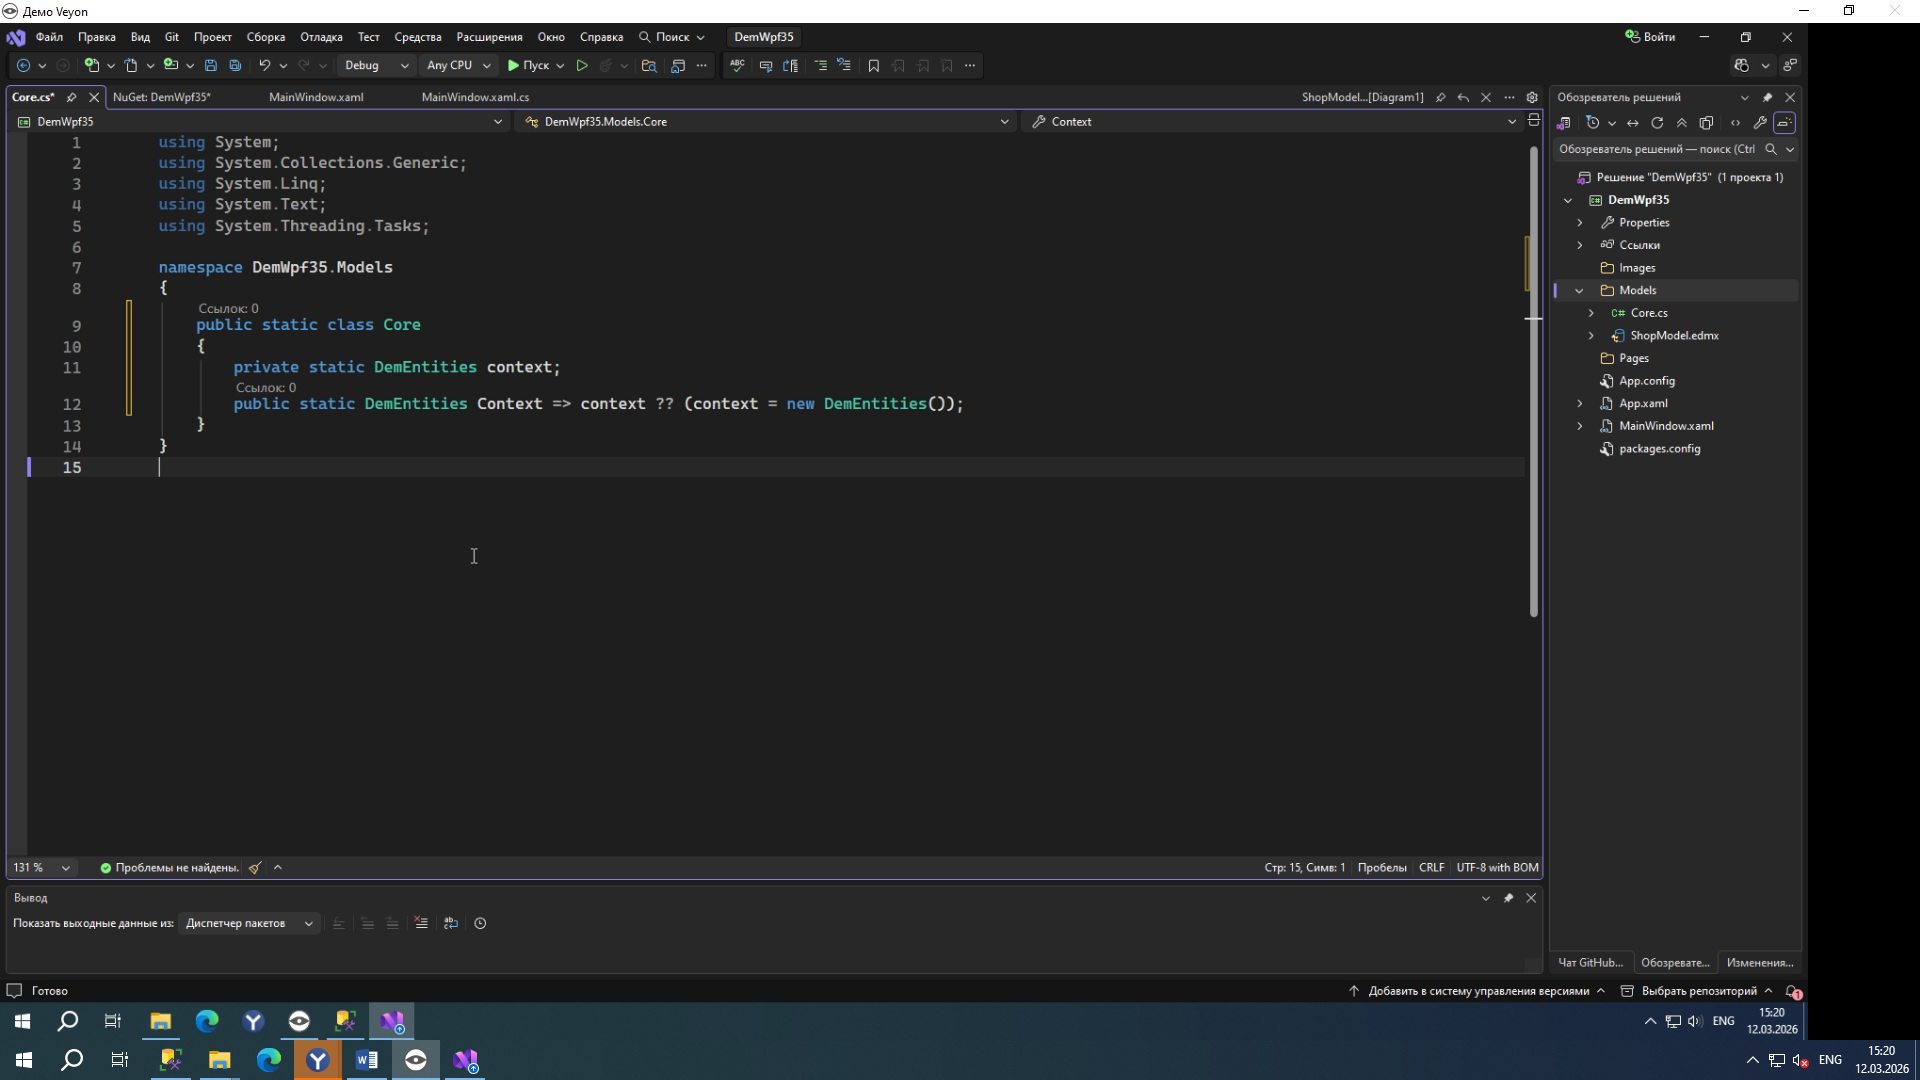 Демо Veyon
Файл Правка Вид Git Проект Сборка Отладка Тест Средства Расширения Окно Справка Поиск DemWpf35 Войти
Debug Any CPU Пуск
Core.cs* NuGet: DemWpf35* MainWindow.xaml MainWindow.xaml.cs ShopModel...[Diagram1]
DemWpf35 DemWpf35.Models.Core Context
1 using System;
2 using System.Collections.Generic;
3 using System.Linq;
4 using System.Text;
5 using System.Threading.Tasks;
6
7 namespace DemWpf35.Models
8 {
Ссылок: 0
9 public static class Core
10 {
11 private static DemEntities context;
Ссылок: 0
12 public static DemEntities Context => context ?? (context = new DemEntities());
13 }
14 }
15
131 % Проблемы не найдены. Стр: 15, Симв: 1 Пробелы CRLF UTF-8 with BOM
Вывод
Показать выходные данные из: Диспетчер пакетов
Обозреватель решений
Обозреватель решений — поиск (Ctrl
Решение "DemWpf35" (1 проекта 1)
DemWpf35
Properties
Ссылки
Images
Models
C# Core.cs
ShopModel.edmx
Pages
App.config
App.xaml
MainWindow.xaml
packages.config
Чат GitHub... Обозревате... Изменения...
Готово Добавить в систему управления версиями Выбрать репозиторий 1
ENG 15:20
12.03.2026
ENG 15:20
12.03.2026